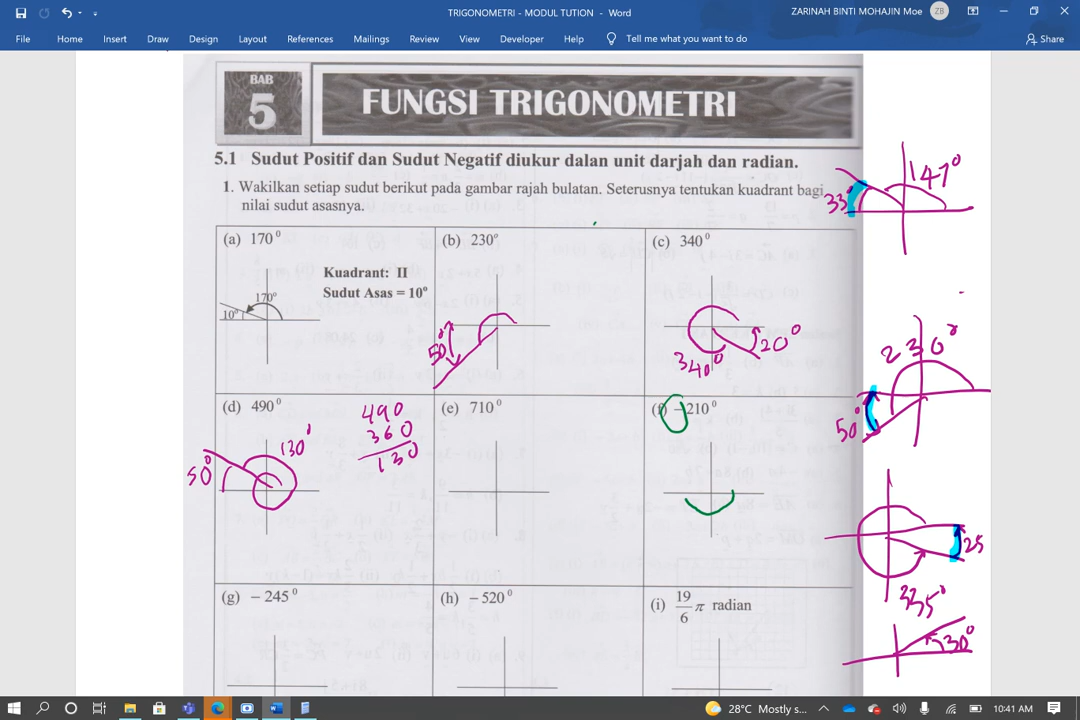 TRIGONOMETRI - MODUL TUTION - Word
ZARINAH BINTI MOHAJIN Moe
ZB
File Home Insert Draw Design Layout References Mailings Review View Developer Help Tell me what you want to do Share
BAB
5
FUNGSI TRIGONOMETRI
5.1 Sudut Positif dan Sudut Negatif diukur dalan unit darjah dan radian.
1. Wakilkan setiap sudut berikut pada gambar rajah bulatan. Seterusnya tentukan kuadrant bagi
nilai sudut asasnya.
147°
33°
(a) 170°
Kuadrant: II
Sudut Asas = 10°
170°
10°
(b) 230°
50°
(c) 340°
20°
340°
230°
50°
(d) 490°
490
360
130
130°
50°
(e) 710°
(f) -210°
25
335°
30°
(g) - 245°
(h) - 520°
(i) 19/6 π radian
28°C Mostly s...
10:41 AM